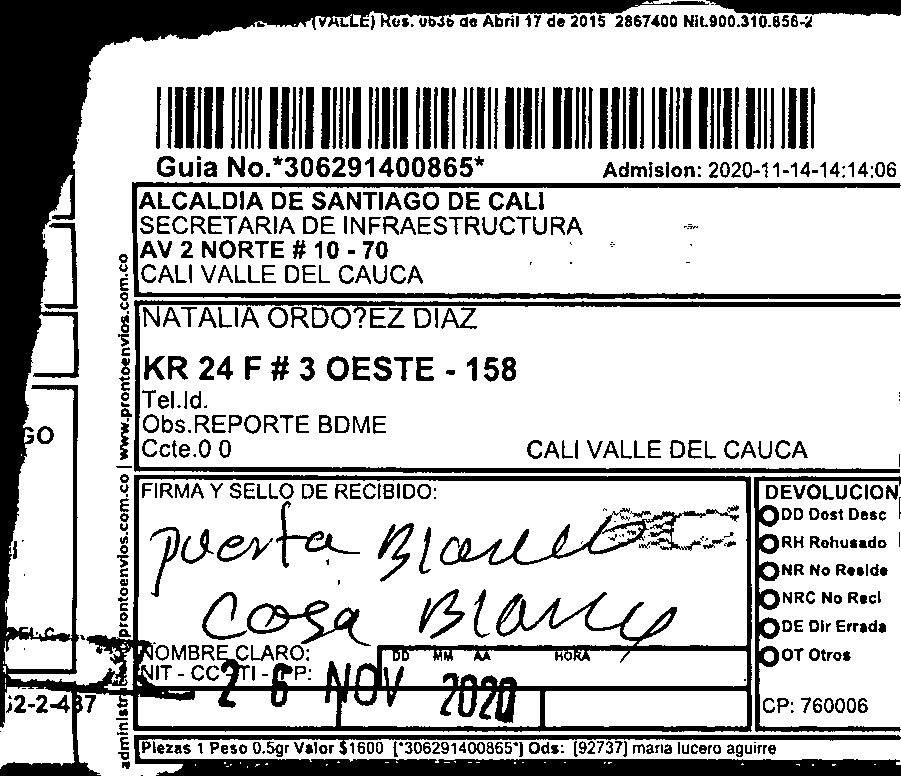 (VALLE) Res. 0636 de Abril 17 de 2015 2867400 Nit.900.310.856-2
Guia No.*306291400865*
Admision: 2020-11-14-14:14:06
ALCALDIA DE SANTIAGO DE CALI
SECRETARIA DE INFRAESTRUCTURA
AV 2 NORTE # 10 - 70
CALI VALLE DEL CAUCA
NATALIA ORDO?EZ DIAZ
KR 24 F # 3 OESTE - 158
Tel.Id.
Obs.REPORTE BDME
Ccte.0 0
CALI VALLE DEL CAUCA
| www.prontoenvios.com.co
prontoenvios.com.co
GO
FIRMA Y SELLO DE RECIBIDO:
puerta Blanca
Casa Blanca
NOMBRE CLARO:
NIT - CC - TI - P:
DD MM AA HORA
26 NOV 2020
DEVOLUCION
DD Dost Desc
RH Rehusado
NR No Reside
NRC No Recl
DE Dir Errada
OT Otros
CP: 760006
52-2-437
Piezas 1 Peso 0.5gr Valor $1600 [*306291400865*] Ods: [92737] maria lucero aguirre